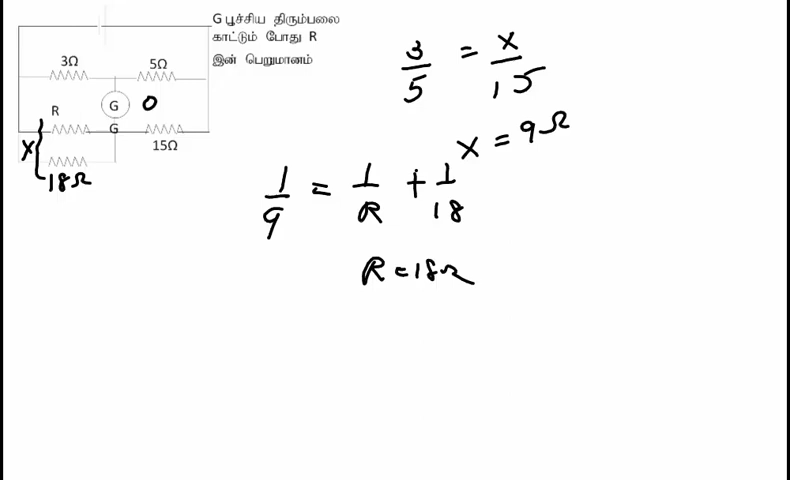 G பூச்சிய திரும்பலை
காட்டும் போது R
இன் பெறுமானம்
3Ω
5Ω
G
0
R
G
15Ω
X
18Ω
3/5 = x/15
x = 9Ω
1/9 = 1/R + 1/18
R = 18Ω